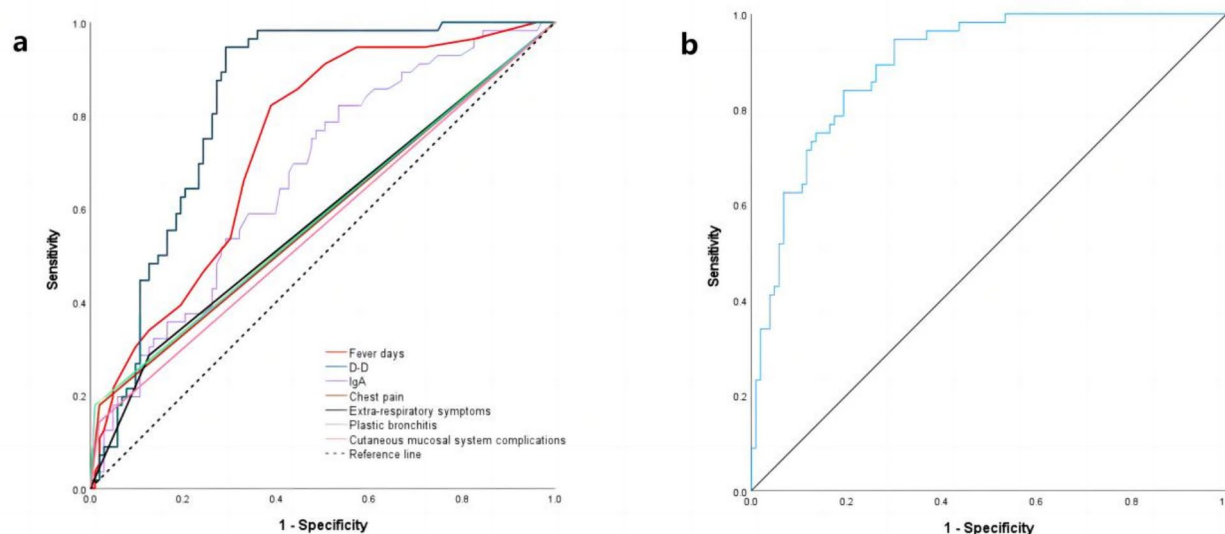 a
1.0
0.8
0.6
0.4
0.2
0.0
Sensitivity
0.0
0.2
0.4
0.6
0.8
1.0
1 - Specificity
Fever days
D-D
IgA
Chest pain
Extra-respiratory symptoms
Plastic bronchitis
Cutaneous mucosal system complications
Reference line
b
1.0
0.8
0.6
0.4
0.2
0.0
Sensitivity
0.0
0.2
0.4
0.6
0.8
1 - Specificity